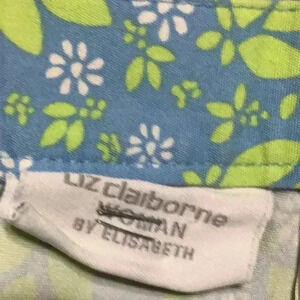 Liz claiborne
WOMAN
BY ELISABETH